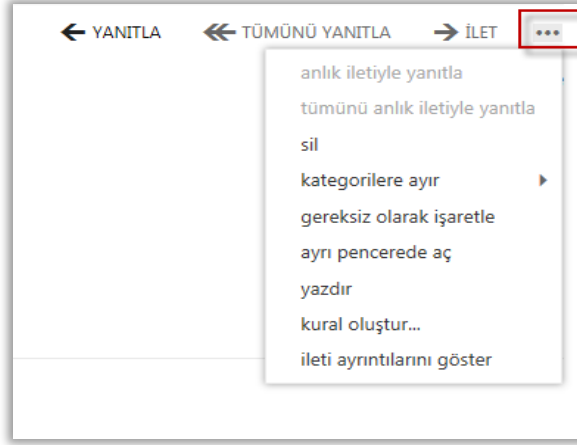 YANITLA TÜMÜNÜ YANITLA İLET •••
anlık iletiyle yanıtla
tümünü anlık iletiyle yanıtla
sil
kategorilere ayır
gereksiz olarak işaretle
ayrı pencerede aç
yazdır
kural oluştur...
ileti ayrıntılarını göster